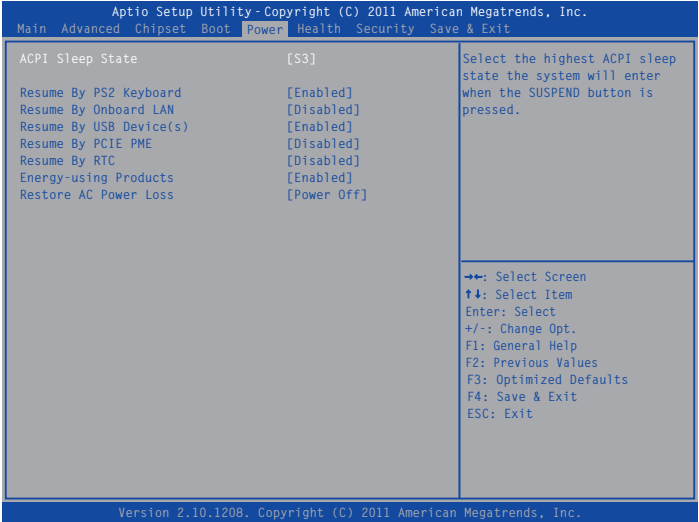 Aptio Setup Utility - Copyright (C) 2011 American Megatrends, Inc.
Main Advanced Chipset Boot Power Health Security Save & Exit
ACPI Sleep State [S3]
Resume By PS2 Keyboard [Enabled]
Resume By Onboard LAN [Disabled]
Resume By USB Device(s) [Enabled]
Resume By PCIE PME [Disabled]
Resume By RTC [Disabled]
Energy-using Products [Enabled]
Restore AC Power Loss [Power Off]
Select the highest ACPI sleep
state the system will enter
when the SUSPEND button is
pressed.
→←: Select Screen
↑↓: Select Item
Enter: Select
+/-: Change Opt.
F1: General Help
F2: Previous Values
F3: Optimized Defaults
F4: Save & Exit
ESC: Exit
Version 2.10.1208. Copyright (C) 2011 American Megatrends, Inc.